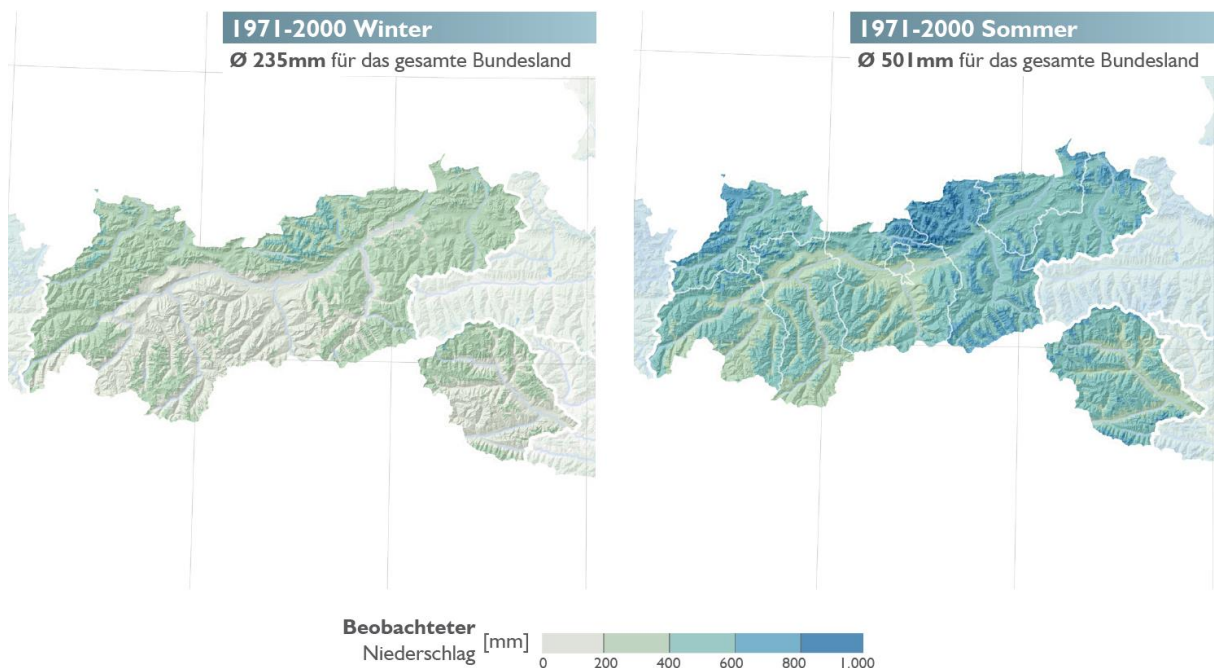 1971-2000 Winter
Ø 235mm für das gesamte Bundesland
1971-2000 Sommer
Ø 501mm für das gesamte Bundesland
Beobachteter
Niederschlag
[mm]
0 200 400 600 800 1.000